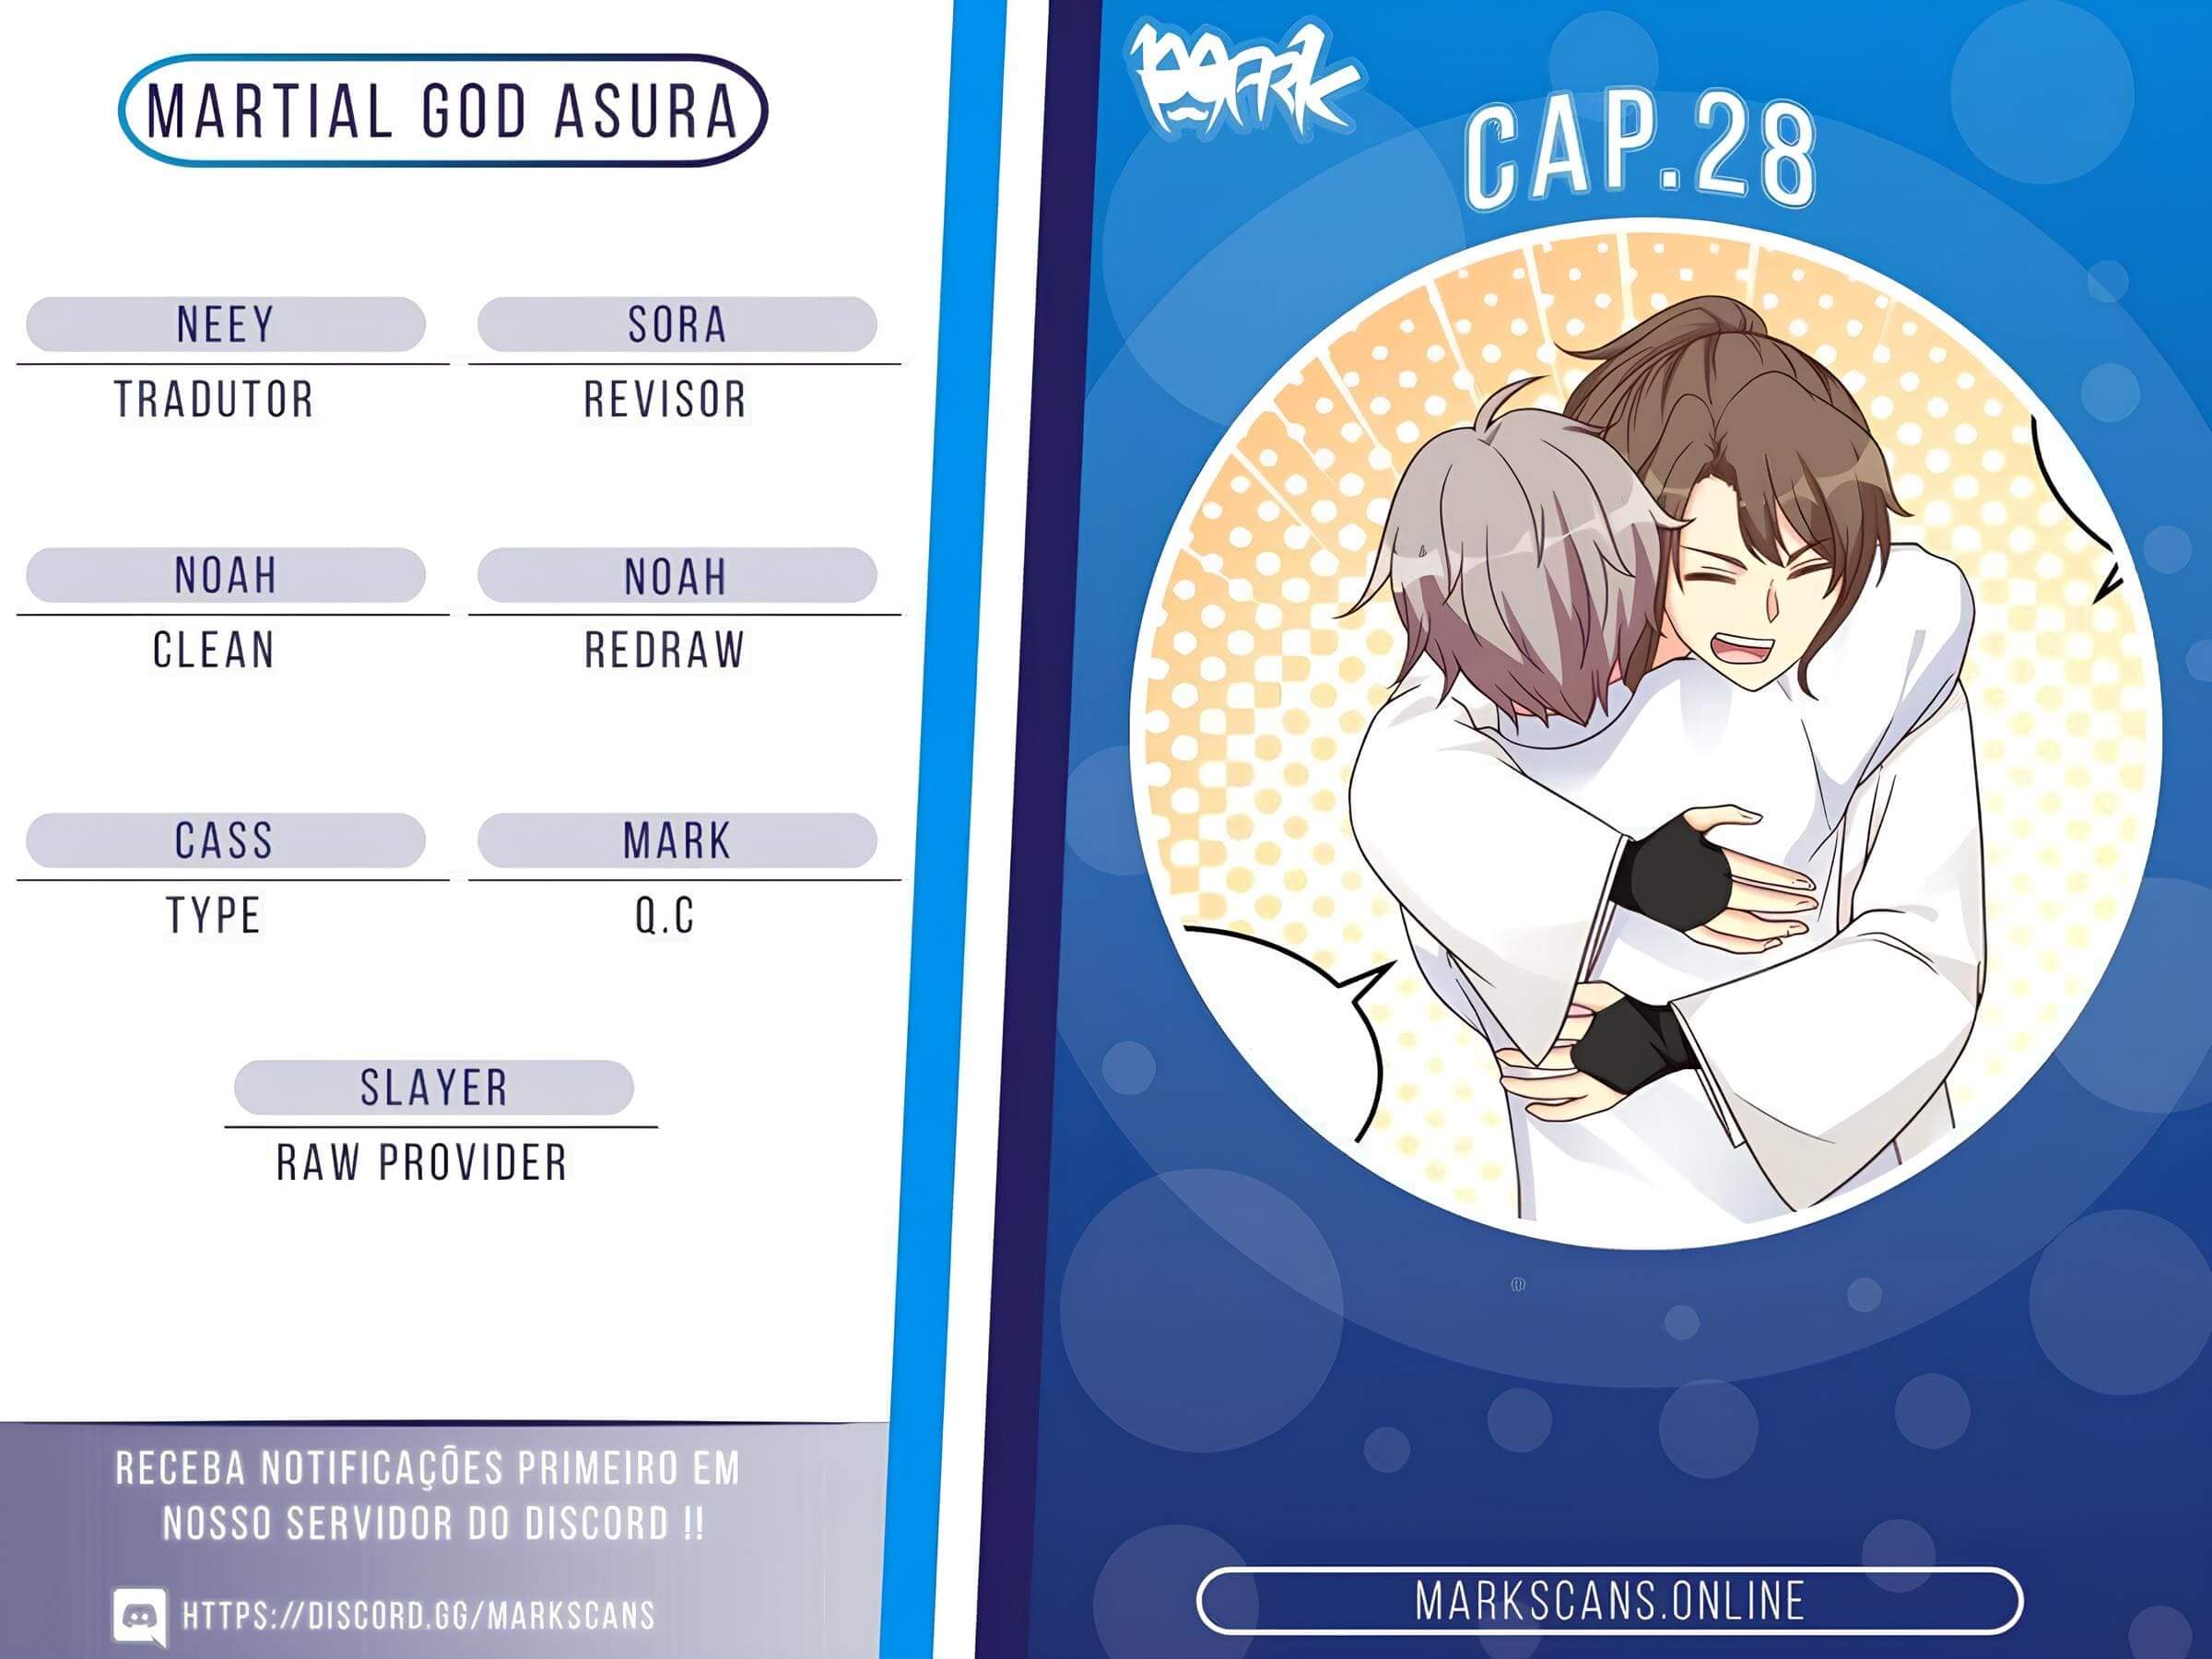 MARTIAL GOD ASURA
NEEY
TRADUTOR
SORA
REVISOR
NOAH
CLEAN
NOAH
REDRAW
CASS
TYPE
MARK
Q.C
SLAYER
RAW PROVIDER
RECEBA NOTIFICAÇÕES PRIMEIRO EM
NOSSO SERVIDOR DO DISCORD !!
HTTPS://DISCORD.GG/MARKSCANS
MARK
CAP.28
MARKSCANS.ONLINE